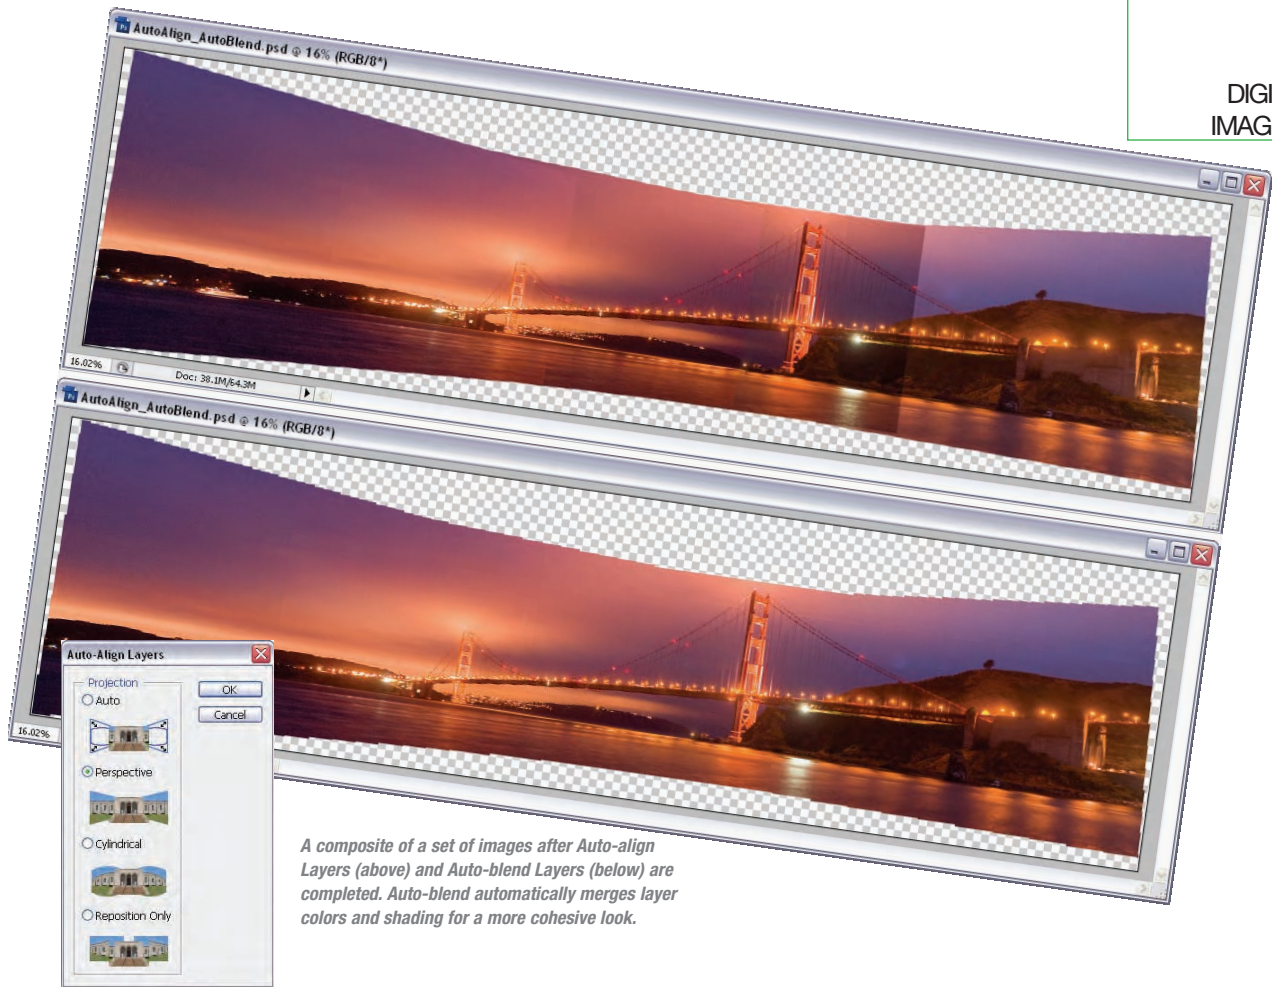 AutoAlign_AutoBlend.psd @ 16% (RGB/8*)
DIGI
IMAG
16.02%
Doc: 38.1M/64.3M
AutoAlign_AutoBlend.psd @ 16% (RGB/8*)
16.02%
Auto-Align Layers
Projection
Auto
Perspective
Cylindrical
Reposition Only
OK
Cancel
A composite of a set of images after Auto-align
Layers (above) and Auto-blend Layers (below) are
completed. Auto-blend automatically merges layer
colors and shading for a more cohesive look.